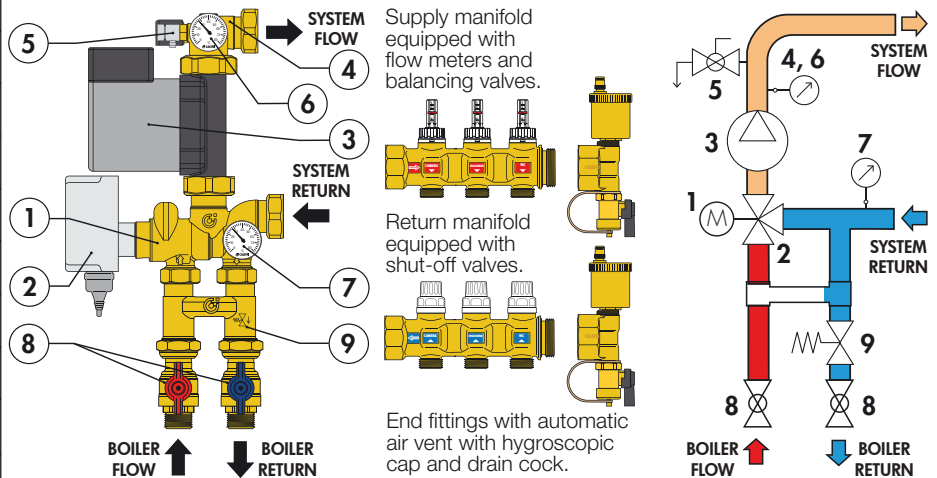 5
SYSTEM
FLOW
4
6
3
SYSTEM
RETURN
1
2
7
8
9
BOILER
FLOW
BOILER
RETURN
Supply manifold
equipped with
flow meters and
balancing valves.
Return manifold
equipped with
shut-off valves.
End fittings with automatic
air vent with hygroscopic
cap and drain cock.
SYSTEM
FLOW
4, 6
5
3
7
1
M
2
SYSTEM
RETURN
9
8
8
BOILER
FLOW
BOILER
RETURN